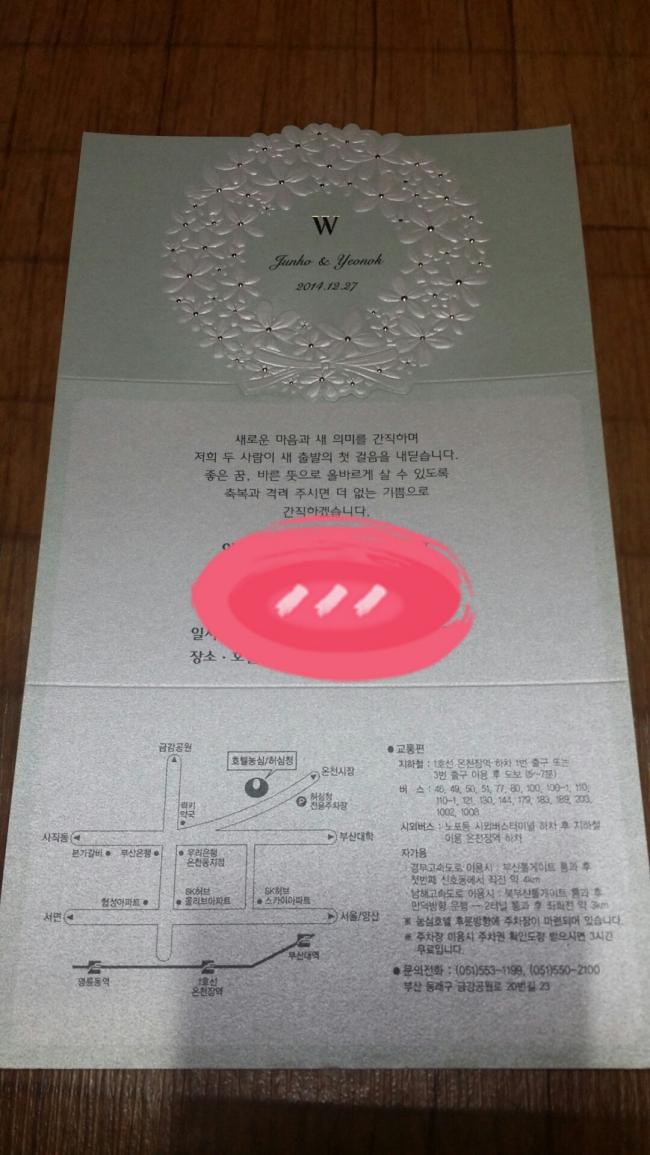 W
Junho & Yeonok
2014.12.27
새로운 마음과 새 의미를 간직하며
저희 두 사람이 새 출발의 첫 걸음을 내딛습니다.
좋은 꿈, 바른 뜻으로 올바르게 살 수 있도록
축복과 격려 주시면 더 없는 기쁨으로
간직하겠습니다.
장소 ·
금강공원
호텔농심/허심청
온천시장
허심청
전용주차장
럭키
약국
사직동
부산대학
본가갈비
부산은행
우리은행
온천동지점
협성아파트
SK허브
올리브아파트
SK허브
스카이아파트
서면
서울/양산
명륜동역
1호선
온천장역
부산대역
● 교통편
지하철 : 1호선 온천장역 하차 1번 출구 또는
3번 출구 이용 후 도보 (5~7분)
버 스 : 46, 49, 50, 51, 77, 80, 100, 100-1, 110,
110-1, 121, 130, 144, 179, 183, 189, 203,
1002, 1008
시외버스 : 노포동 시외버스터미널 하차 후 지하철
이용 온천장역 하차
자가용
경부고속도로 이용시 : 부산톨게이트 통과 후
첫번째 신호등에서 직진 약 4km
남해고속도로 이용시 : 북부산톨게이트 통과 후
만덕방향 운행 → 2터널 통과 후 좌회전 약 3km
※ 농심호텔 후문방향에 주차장이 마련되어 있습니다.
※ 주차장 이용시 주차권 확인도장 받으시면 3시간
무료입니다.
● 문의전화 : (051)553-1199, (051)550-2100
부산 동래구 금강공원로 20번길 23